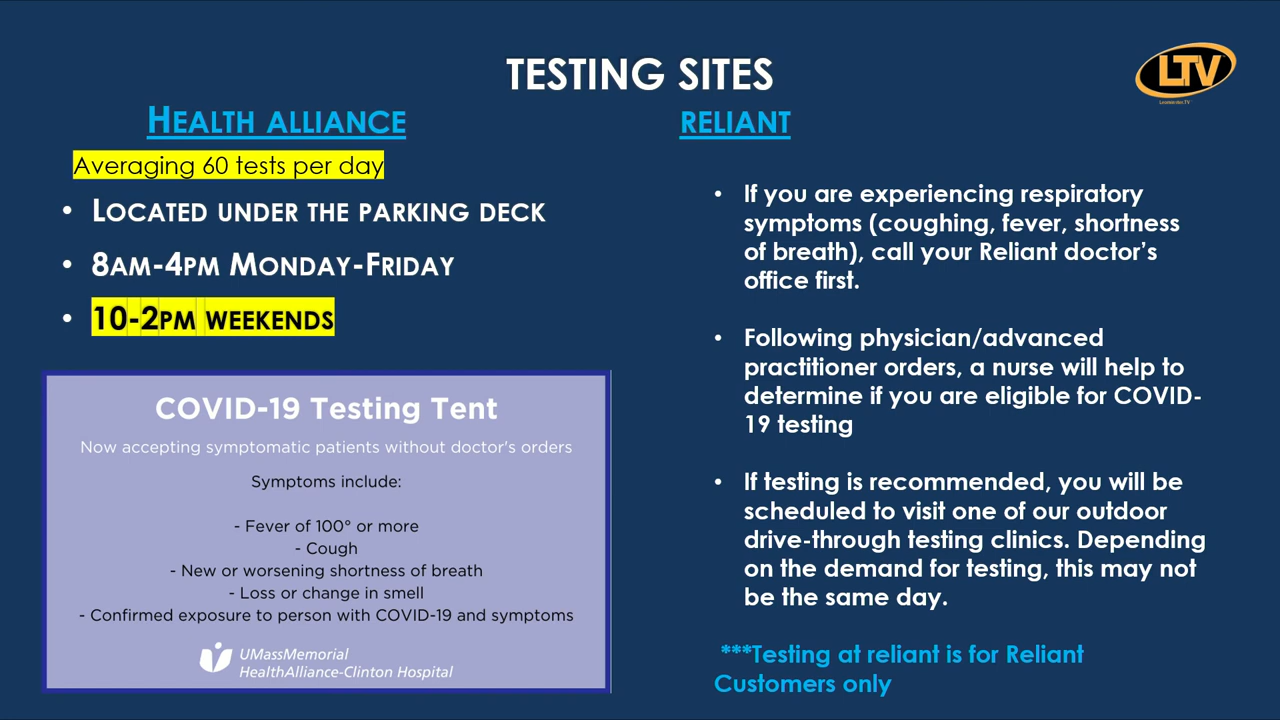 TESTING SITES
LTV
HEALTH ALLIANCE
Averaging 60 tests per day
• LOCATED UNDER THE PARKING DECK
• 8AM-4PM MONDAY-FRIDAY
• 10-2PM WEEKENDS
COVID-19 Testing Tent
Now accepting symptomatic patients without doctor's orders
Symptoms include:
- Fever of 100° or more
- Cough
- New or worsening shortness of breath
- Loss or change in smell
- Confirmed exposure to person with COVID-19 and symptoms
UMassMemorial
HealthAlliance-Clinton Hospital
RELIANT
• If you are experiencing respiratory
symptoms (coughing, fever, shortness
of breath), call your Reliant doctor's
office first.
• Following physician/advanced
practitioner orders, a nurse will help to
determine if you are eligible for COVID-
19 testing
• If testing is recommended, you will be
scheduled to visit one of our outdoor
drive-through testing clinics. Depending
on the demand for testing, this may not
be the same day.
***Testing at reliant is for Reliant
Customers only